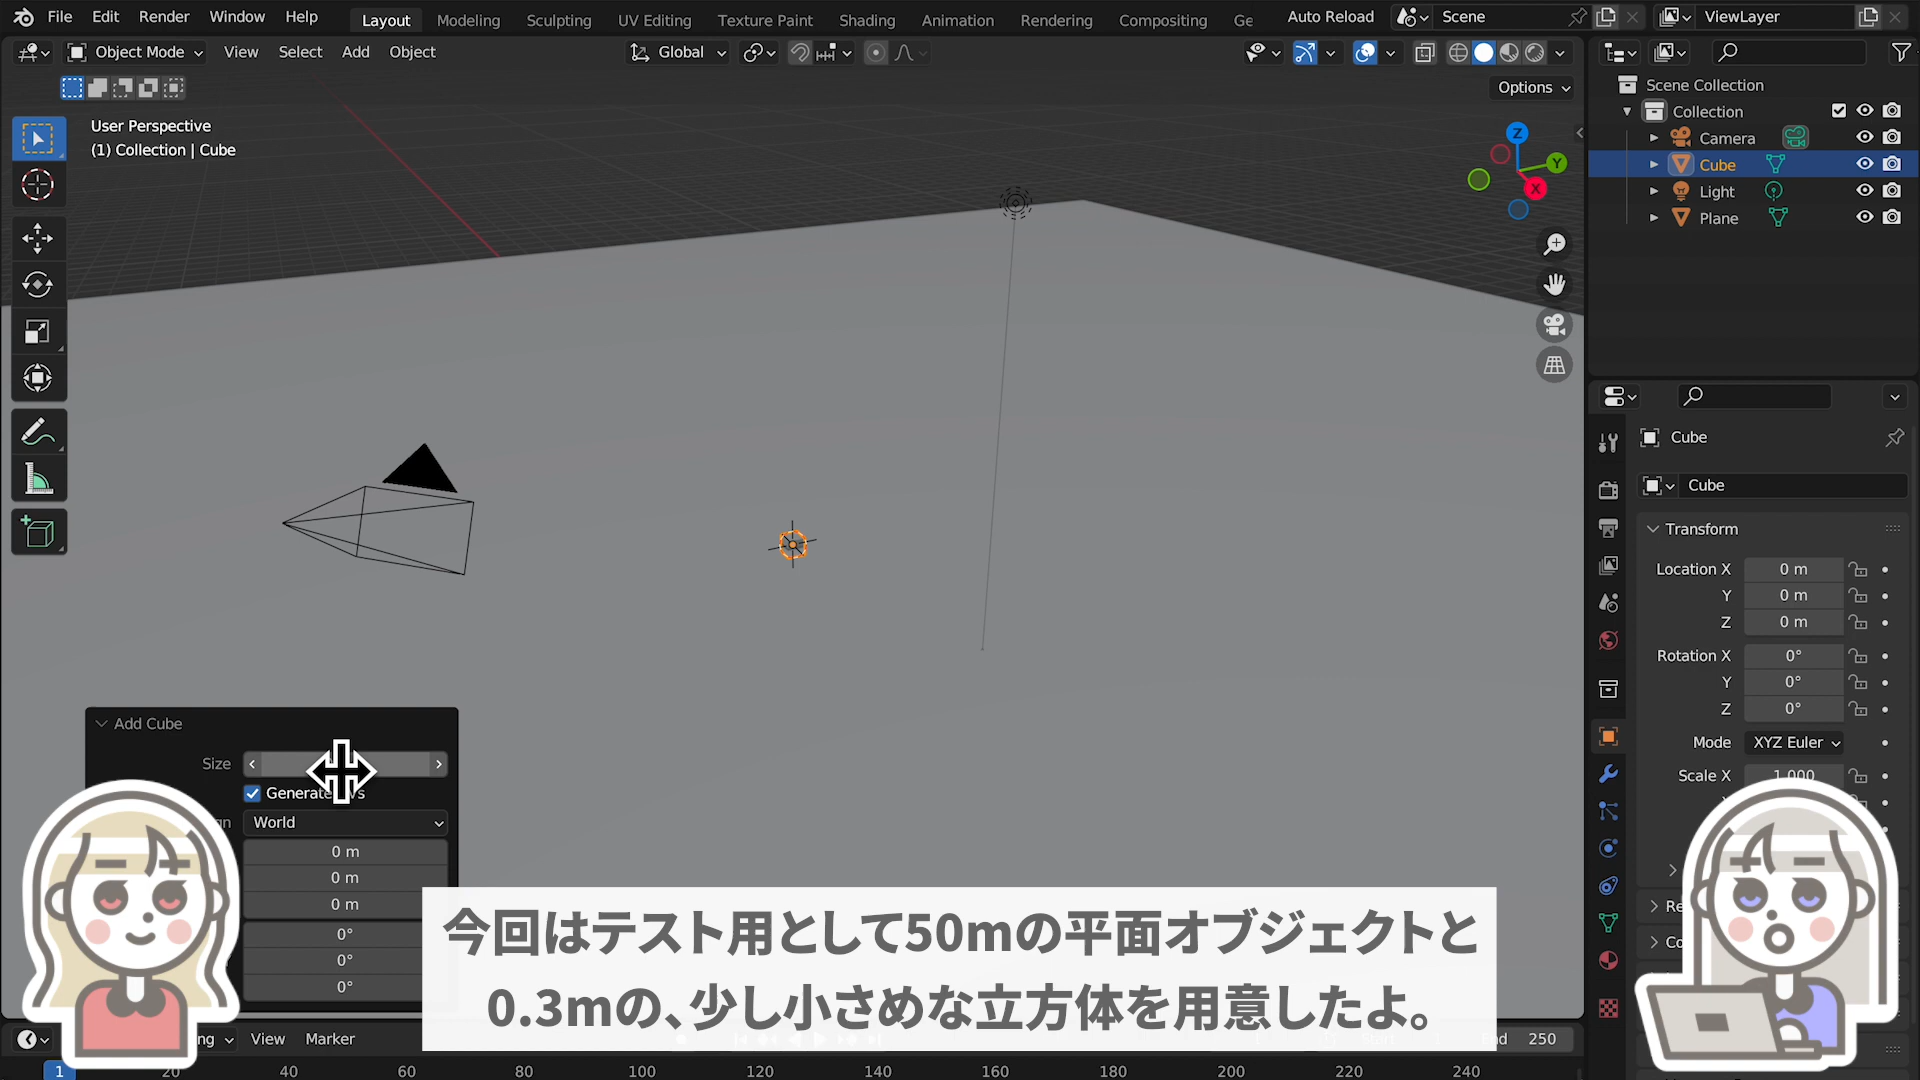 File Edit Render Window Help Layout Modeling Sculpting UV Editing Texture Paint Shading Animation Rendering Compositing Ge Auto Reload Scene ViewLayer
Object Mode View Select Add Object Global
Options
User Perspective
(1) Collection | Cube
Z
Y
X
Scene Collection
Collection
Camera
Cube
Light
Plane
Cube
Cube
Transform
Location X 0 m
Y 0 m
Z 0 m
Rotation X 0°
Y 0°
Z 0°
Mode XYZ Euler
Scale X 1.000
Re
Co
Add Cube
Size
Generate
World
0 m
0 m
0 m
0°
0°
0°
今回はテスト用として50mの平面オブジェクトと
0.3mの、少し小さめな立方体を用意したよ。
ng View Marker 250
1 20 40 60 80 100 120 140 160 180 200 220 240